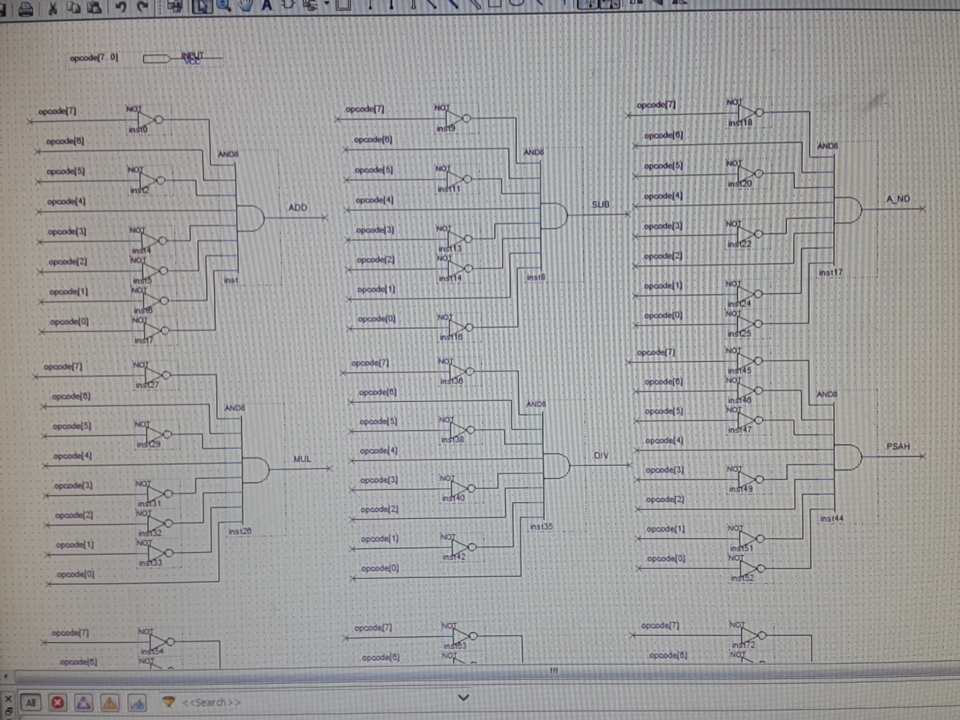 A
opcode[7 0]
INPUT
VCC
opcode[7]
NOT
inst0
opcode[6]
AND8
opcode[5]
NOT
inst2
opcode[4]
ADD
opcode[3]
NOT
inst4
opcode[2]
NOT
inst5
inst
opcode[1]
NOT
inst6
opcode[0]
NOT
inst7
opcode[7]
NOT
inst9
opcode[6]
AND8
opcode[5]
NOT
inst11
opcode[4]
SUB
opcode[3]
NOT
inst13
opcode[2]
NOT
inst14
inst8
opcode[1]
opcode[0]
NOT
inst16
opcode[7]
NOT
inst18
opcode[6]
AND8
opcode[5]
NOT
inst20
opcode[4]
A_ND
opcode[3]
NOT
inst22
opcode[2]
inst17
opcode[1]
NOT
inst24
opcode[0]
NOT
inst25
opcode[7]
NOT
inst27
opcode[6]
AND8
opcode[5]
NOT
inst29
opcode[4]
MUL
opcode[3]
NOT
inst31
opcode[2]
NOT
inst32
inst26
opcode[1]
NOT
inst33
opcode[0]
opcode[7]
NOT
inst36
opcode[6]
AND8
opcode[5]
NOT
inst38
opcode[4]
DIV
opcode[3]
NOT
inst40
opcode[2]
inst35
opcode[1]
NOT
inst42
opcode[0]
opcode[7]
NOT
inst45
opcode[6]
NOT
inst46
AND8
opcode[5]
NOT
inst47
opcode[4]
PSAH
opcode[3]
NOT
inst49
opcode[2]
inst44
opcode[1]
NOT
inst51
opcode[0]
NOT
inst52
opcode[7]
NOT
inst54
opcode[6]
NOT
opcode[7]
NOT
inst63
opcode[6]
NOT
opcode[7]
NOT
inst72
opcode[6]
NOT
All
<<Search>>